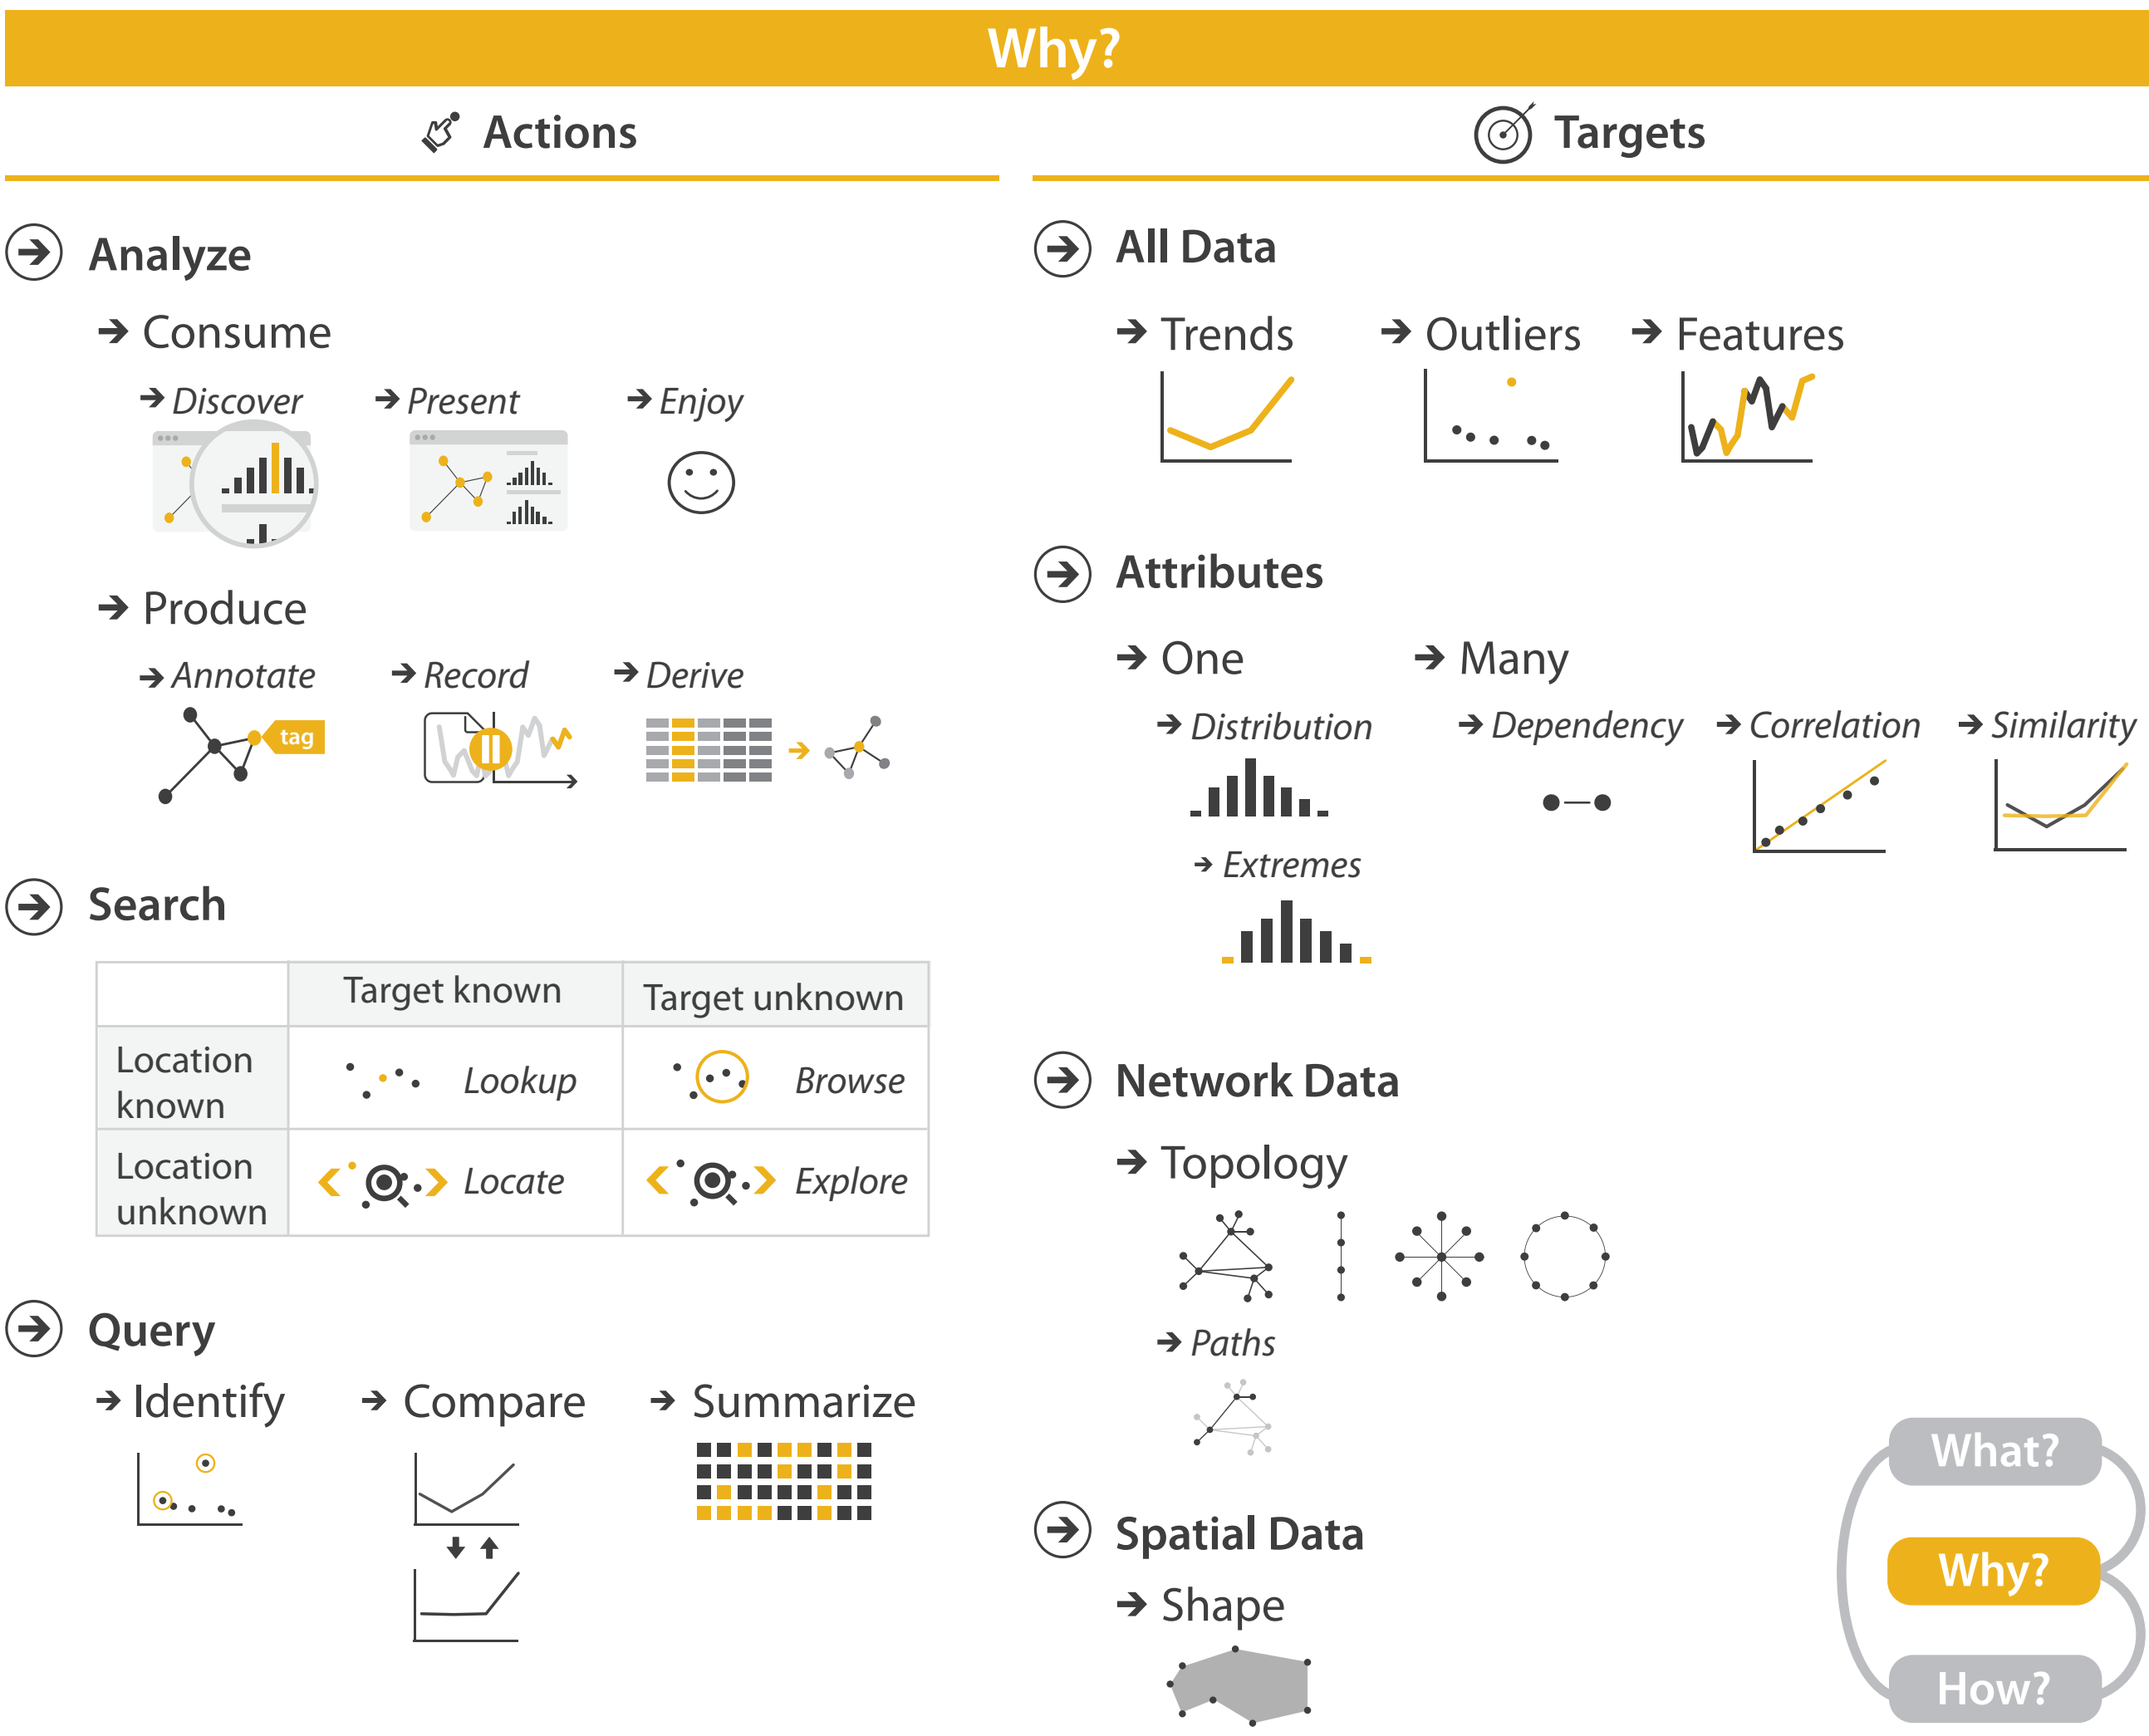 Why?
Actions
Analyze
Consume
Discover
Present
Enjoy
Produce
Annotate
Record
Derive
tag
Search
Target known
Target unknown
Location
known
Lookup
Browse
Location
unknown
Locate
Explore
Query
Identify
Compare
Summarize
Targets
All Data
Trends
Outliers
Features
Attributes
One
Many
Distribution
Dependency
Correlation
Similarity
Extremes
Network Data
Topology
Paths
Spatial Data
Shape
What?
Why?
How?